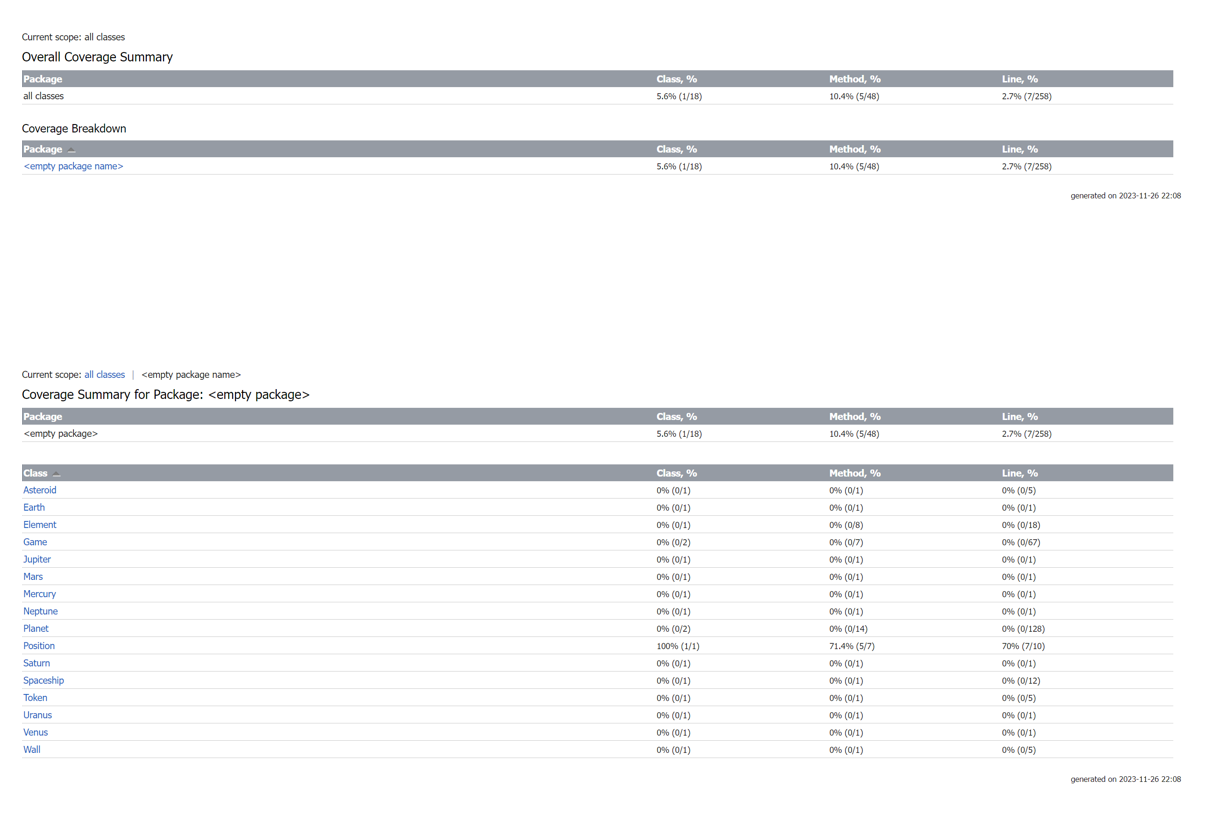 Current scope: all classes
Overall Coverage Summary
Package Class, % Method, % Line, %
all classes 5.6% (1/18) 10.4% (5/48) 2.7% (7/258)
Coverage Breakdown
Package Class, % Method, % Line, %
<empty package name> 5.6% (1/18) 10.4% (5/48) 2.7% (7/258)
generated on 2023-11-26 22:08
Current scope: all classes | <empty package name>
Coverage Summary for Package: <empty package>
Package Class, % Method, % Line, %
<empty package> 5.6% (1/18) 10.4% (5/48) 2.7% (7/258)
Class Class, % Method, % Line, %
Asteroid 0% (0/1) 0% (0/1) 0% (0/5)
Earth 0% (0/1) 0% (0/1) 0% (0/1)
Element 0% (0/1) 0% (0/8) 0% (0/18)
Game 0% (0/2) 0% (0/7) 0% (0/67)
Jupiter 0% (0/1) 0% (0/1) 0% (0/1)
Mars 0% (0/1) 0% (0/1) 0% (0/1)
Mercury 0% (0/1) 0% (0/1) 0% (0/1)
Neptune 0% (0/1) 0% (0/1) 0% (0/1)
Planet 0% (0/2) 0% (0/14) 0% (0/128)
Position 100% (1/1) 71.4% (5/7) 70% (7/10)
Saturn 0% (0/1) 0% (0/1) 0% (0/1)
Spaceship 0% (0/1) 0% (0/1) 0% (0/12)
Token 0% (0/1) 0% (0/1) 0% (0/5)
Uranus 0% (0/1) 0% (0/1) 0% (0/1)
Venus 0% (0/1) 0% (0/1) 0% (0/1)
Wall 0% (0/1) 0% (0/1) 0% (0/5)
generated on 2023-11-26 22:08